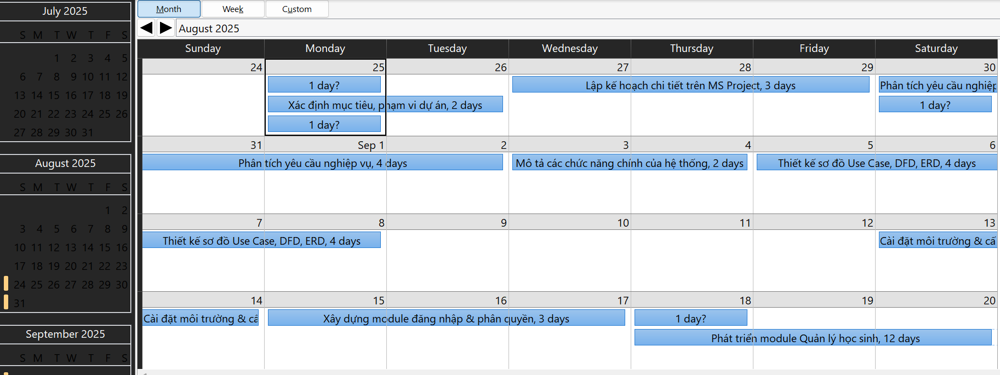 July 2025
S M T W T F S
1 2 3 4 5
6 7 8 9 10 11 12
13 14 15 16 17 18 19
20 21 22 23 24 25 26
27 28 29 30 31
August 2025
S M T W T F S
1 2
3 4 5 6 7 8 9
10 11 12 13 14 15 16
17 18 19 20 21 22 23
24 25 26 27 28 29 30
31
September 2025
S M T W T F S
Month Week Custom
August 2025
Sunday Monday Tuesday Wednesday Thursday Friday Saturday
24 25 26 27 28 29 30
1 day? Lập kế hoạch chi tiết trên MS Project, 3 days Phân tích yêu cầu nghiệp
Xác định mục tiêu, phạm vi dự án, 2 days 1 day?
1 day?
31 Sep 1 2 3 4 5 6
Phân tích yêu cầu nghiệp vụ, 4 days Mô tả các chức năng chính của hệ thống, 2 days Thiết kế sơ đồ Use Case, DFD, ERD, 4 days
7 8 9 10 11 12 13
Thiết kế sơ đồ Use Case, DFD, ERD, 4 days Cài đặt môi trường & cấ
14 15 16 17 18 19 20
Cài đặt môi trường & cấ Xây dựng module đăng nhập & phân quyền, 3 days 1 day?
Phát triển module Quản lý học sinh, 12 days